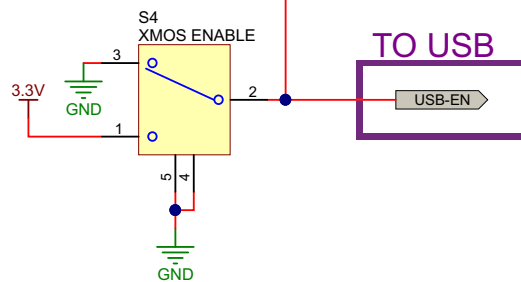 S4
XMOS ENABLE
TO USB
3
3.3V
GND
2
USB-EN
1
5
4
GND